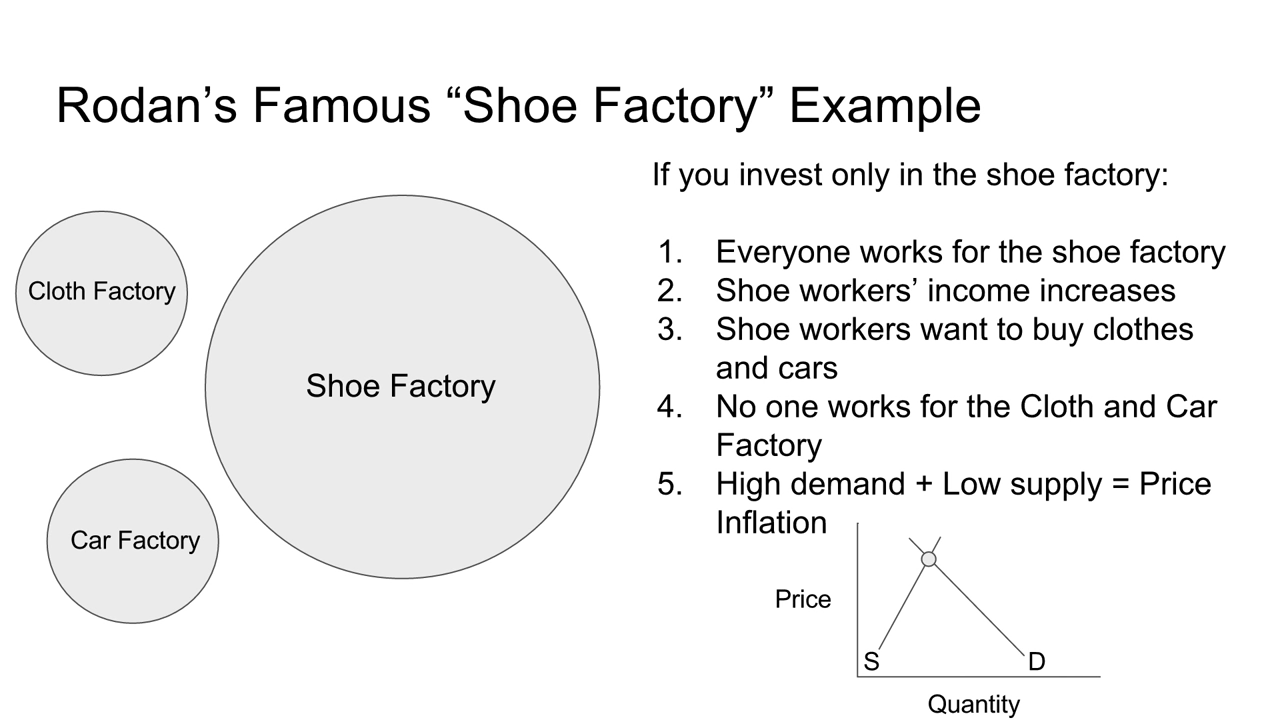 Rodan’s Famous “Shoe Factory” Example
If you invest only in the shoe factory:
Cloth Factory
Shoe Factory
Car Factory
1. Everyone works for the shoe factory
2. Shoe workers’ income increases
3. Shoe workers want to buy clothes
and cars
4. No one works for the Cloth and Car
Factory
5. High demand + Low supply = Price
Inflation
Price
S
D
Quantity